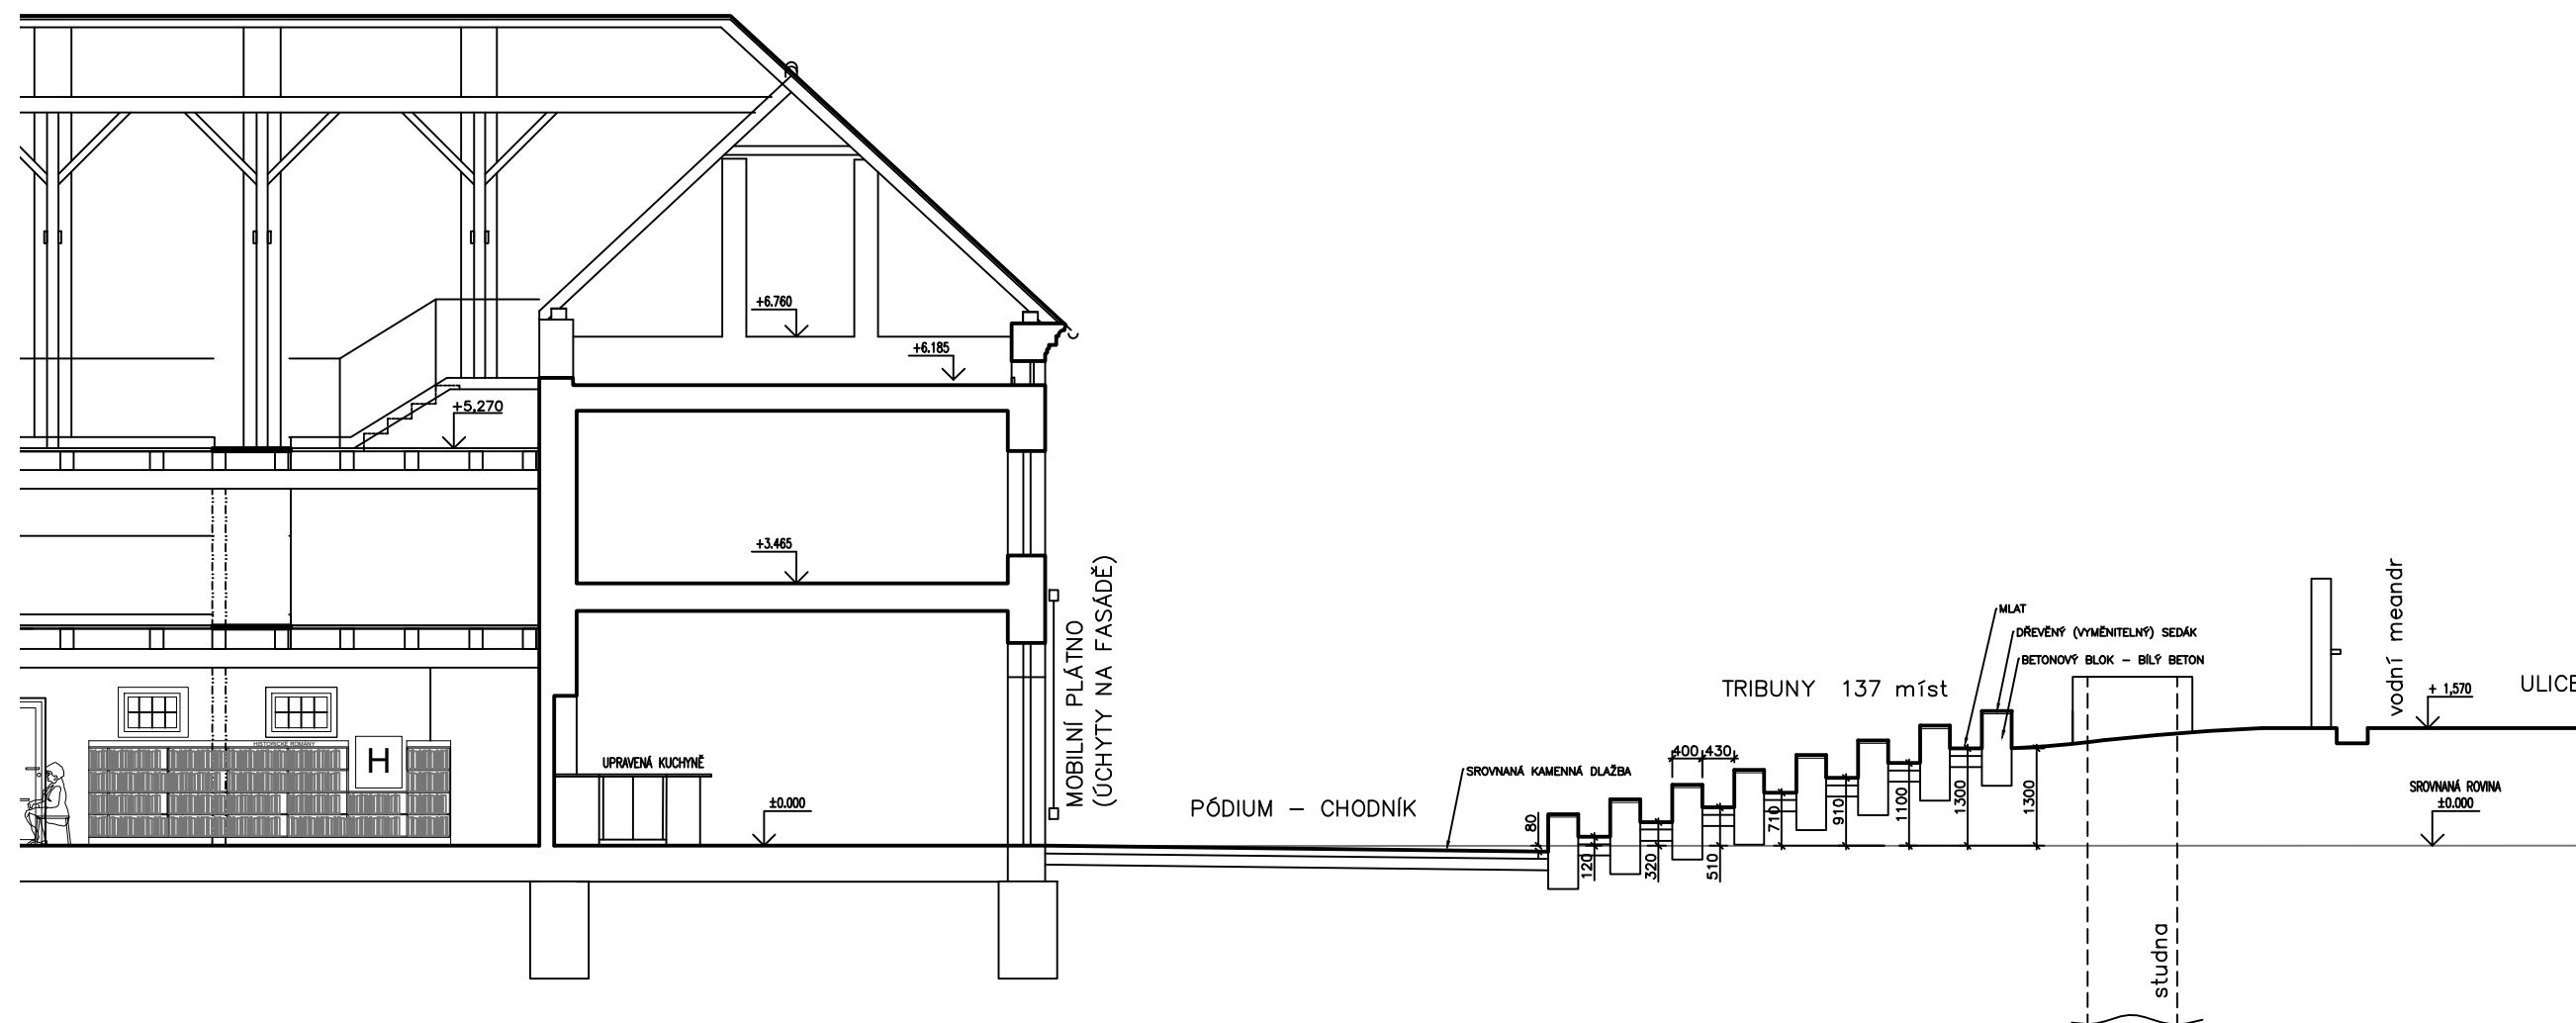 +6.760
+6.185
+5.270
+3.465
MOBILNÍ PLÁTNO
(ÚCHYTY NA FASÁDĚ)
HISTORICKÉ ROMÁNY
H
UPRAVENÁ KUCHYNĚ
±0.000
PÓDIUM – CHODNÍK
SROVNANÁ KAMENNÁ DLAŽBA
TRIBUNY 137 míst
MLAT
DŘEVĚNÝ (VYMĚNITELNÝ) SEDÁK
BETONOVÝ BLOK – BÍLÝ BETON
400 430
80
120
320
510
710
910
1100
1300
1300
studna
vodní meandr
+ 1,570
ULICE
SROVNANÁ ROVINA
±0.000